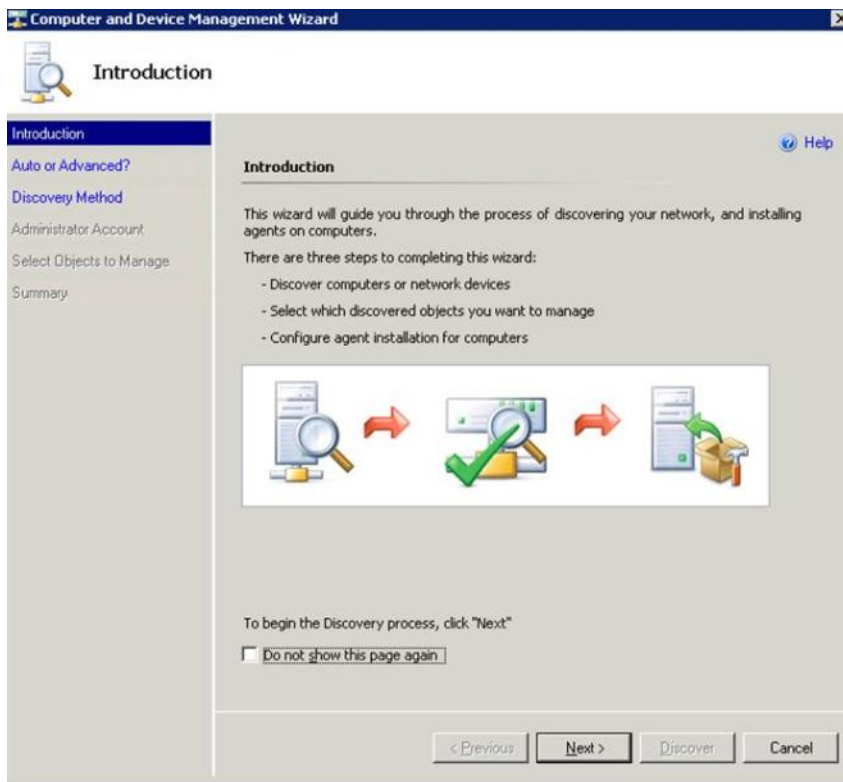 Computer and Device Management Wizard
Introduction
Introduction
Auto or Advanced?
Discovery Method
Administrator Account
Select Objects to Manage
Summary
Help
Introduction
This wizard will guide you through the process of discovering your network, and installing
agents on computers.
There are three steps to completing this wizard:
- Discover computers or network devices
- Select which discovered objects you want to manage
- Configure agent installation for computers
To begin the Discovery process, click "Next"
Do not show this page again
< Previous
Next >
Discover
Cancel